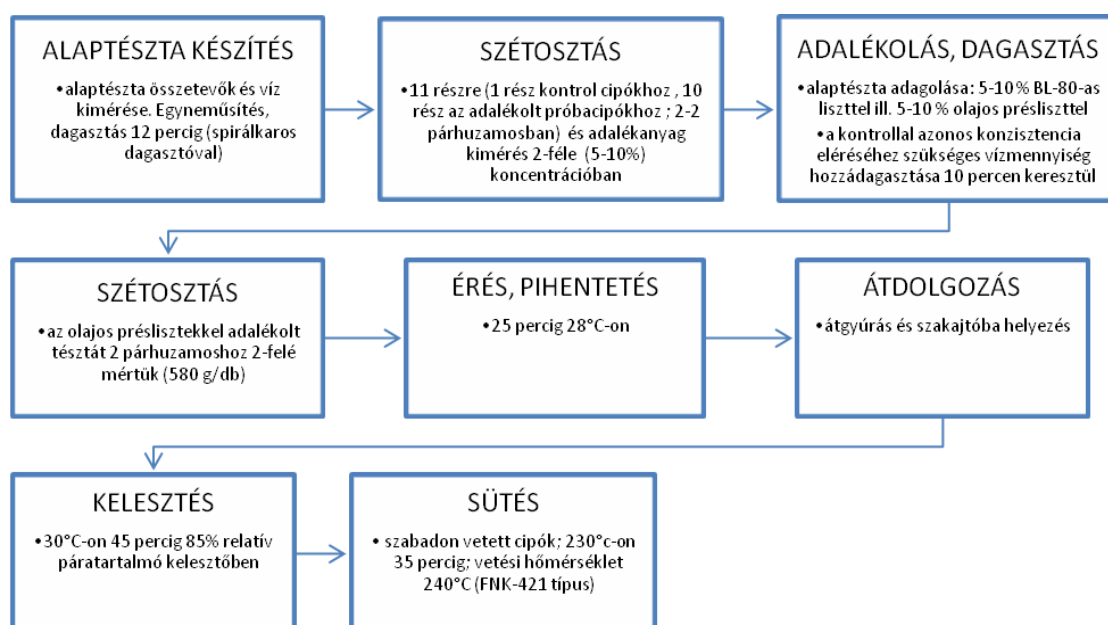 ALAPTÉSZTA KÉSZÍTÉS
•alaptészta összetevők és víz
kimérése. Egyneműsítés,
dagasztás 12 percig (spirálkaros
dagasztóval)
SZÉTOSZTÁS
•11 részre (1 rész kontrol cipókhoz , 10
rész az adalékolt próbacipókhoz ; 2-2
párhuzamosban) és adalékanyag
kimérés 2-féle (5-10%)
koncentrációban
ADALÉKOLÁS, DAGASZTÁS
•alaptészta adagolása: 5-10% BL-80-as
liszttel ill. 5-10 % olajos présliszttel
•a kontrollal azonos konzisztencia
eléréséhez szükséges vízmennyiség
hozzádagasztása 10 percen keresztül
SZÉTOSZTÁS
•az olajos préslisztekkel adalékolt
tésztát 2 párhuzamoshoz 2-felé
mértük (580 g/db)
ÉRÉS, PIHENTETÉS
•25 percig 28°C-on
ÁTDOLGOZÁS
•átgyúrás és szakajtóba helyezés
KELESZTÉS
•30°C-on 45 percig 85% relatív
páratartalmó kelesztőben
SÜTÉS
• szabadon vetett cipók; 230°c-on
35 percig; vetési hőmérséklet
240°C (FNK-421 típus)